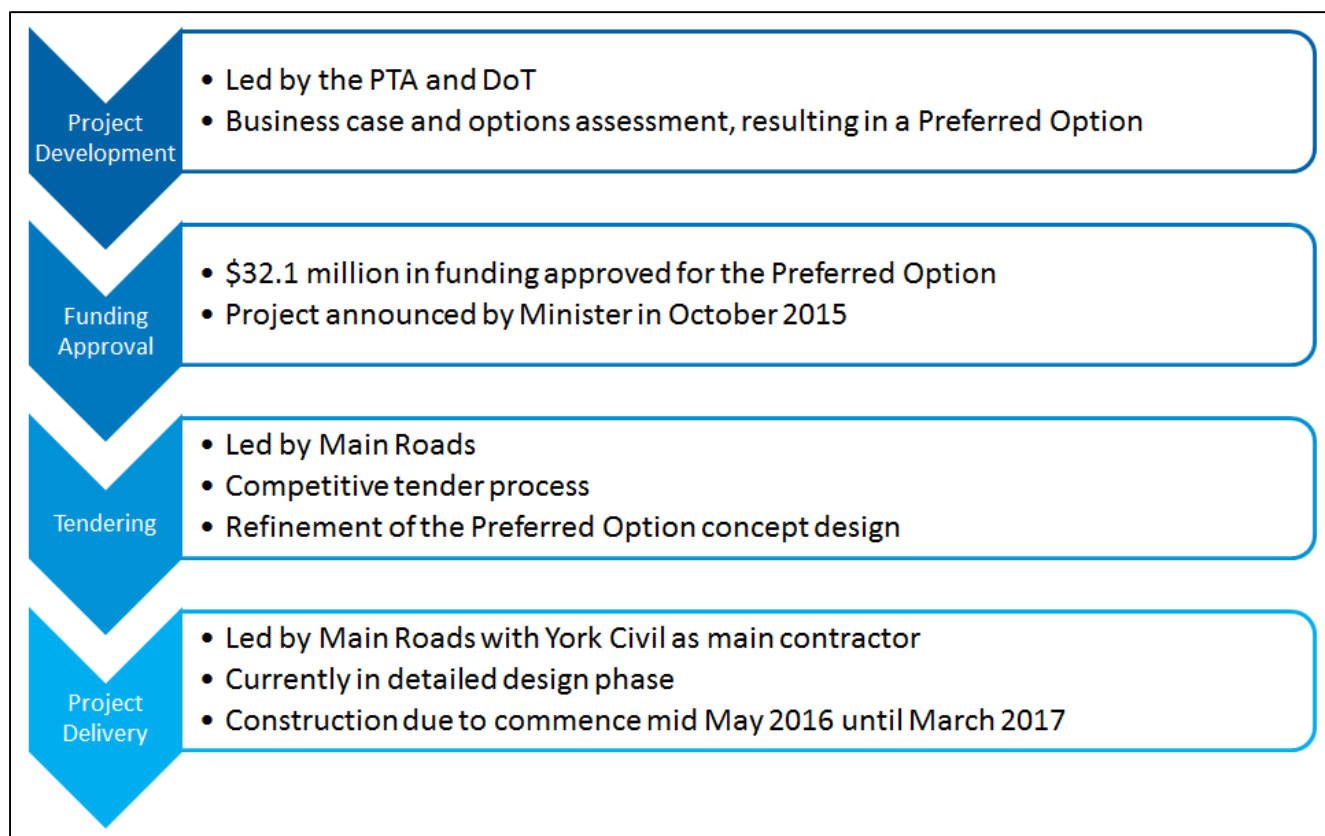 Project
Development
• Led by the PTA and DoT
• Business case and options assessment, resulting in a Preferred Option
Funding
Approval
• $32.1 million in funding approved for the Preferred Option
• Project announced by Minister in October 2015
Tendering
• Led by Main Roads
• Competitive tender process
• Refinement of the Preferred Option concept design
Project
Delivery
• Led by Main Roads with York Civil as main contractor
• Currently in detailed design phase
• Construction due to commence mid May 2016 until March 2017